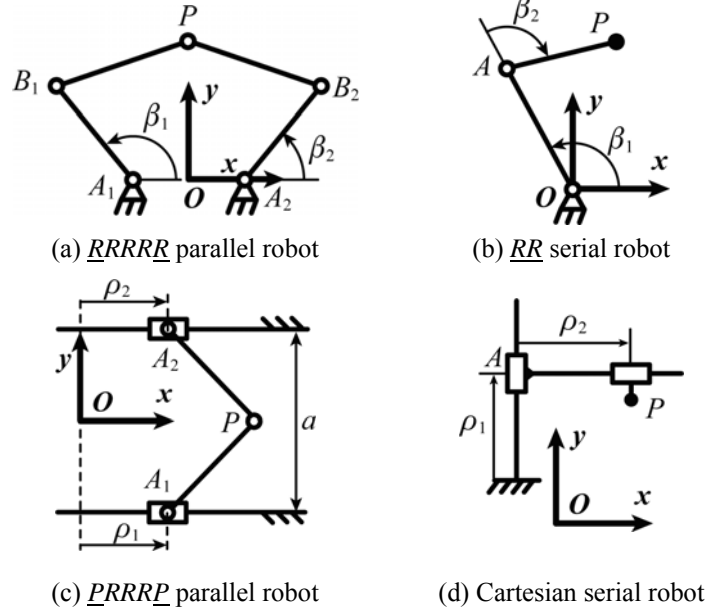 P
B₁
B₂
y
β₁
β₂
x
A₁
O
A₂
(a) RRRRR parallel robot
β₂
P
A
y
β₁
x
O
(b) RR serial robot
ρ₂
A₂
y
O
x
P
a
A₁
ρ₁
(c) PRRRP parallel robot
ρ₂
A
P
ρ₁
y
O
x
(d) Cartesian serial robot